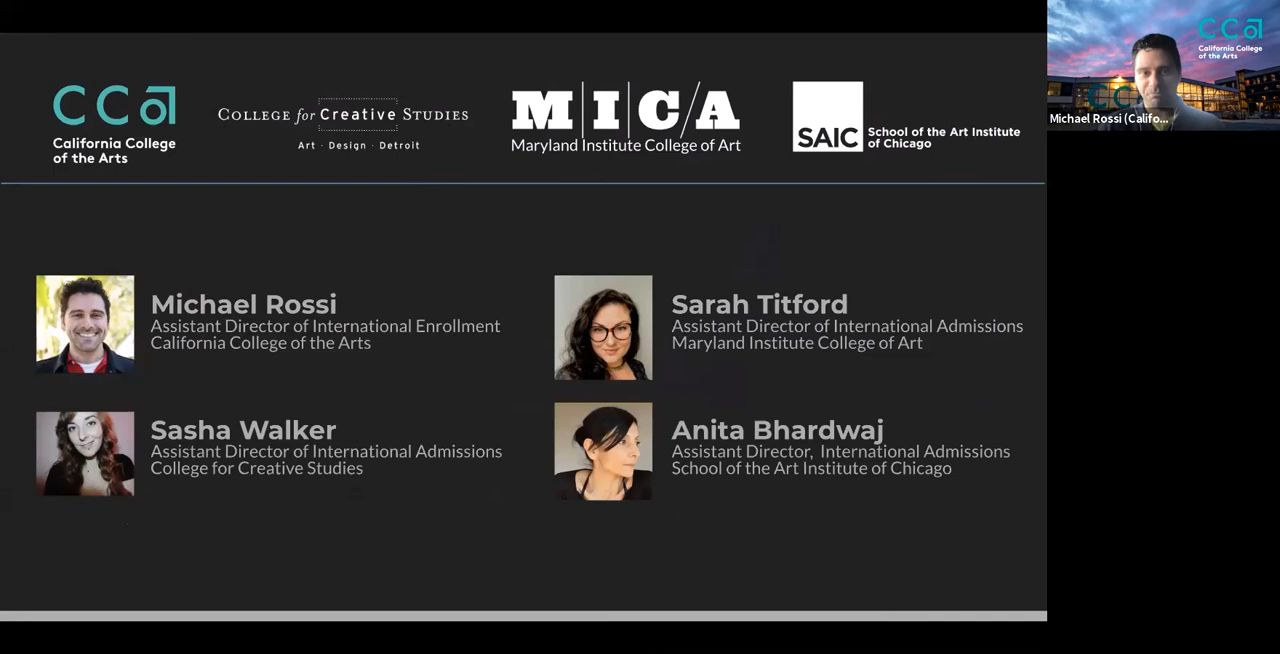 CCa
California College
of the Arts
COLLEGE for Creative STUDIES
Art · Design · Detroit
M|I|C/A
Maryland Institute College of Art
SAIC
School of the Art Institute
of Chicago
CCa
California College
of the Arts
Michael Rossi (Califo...
Michael Rossi
Assistant Director of International Enrollment
California College of the Arts
Sarah Titford
Assistant Director of International Admissions
Maryland Institute College of Art
Sasha Walker
Assistant Director of International Admissions
College for Creative Studies
Anita Bhardwaj
Assistant Director, International Admissions
School of the Art Institute of Chicago